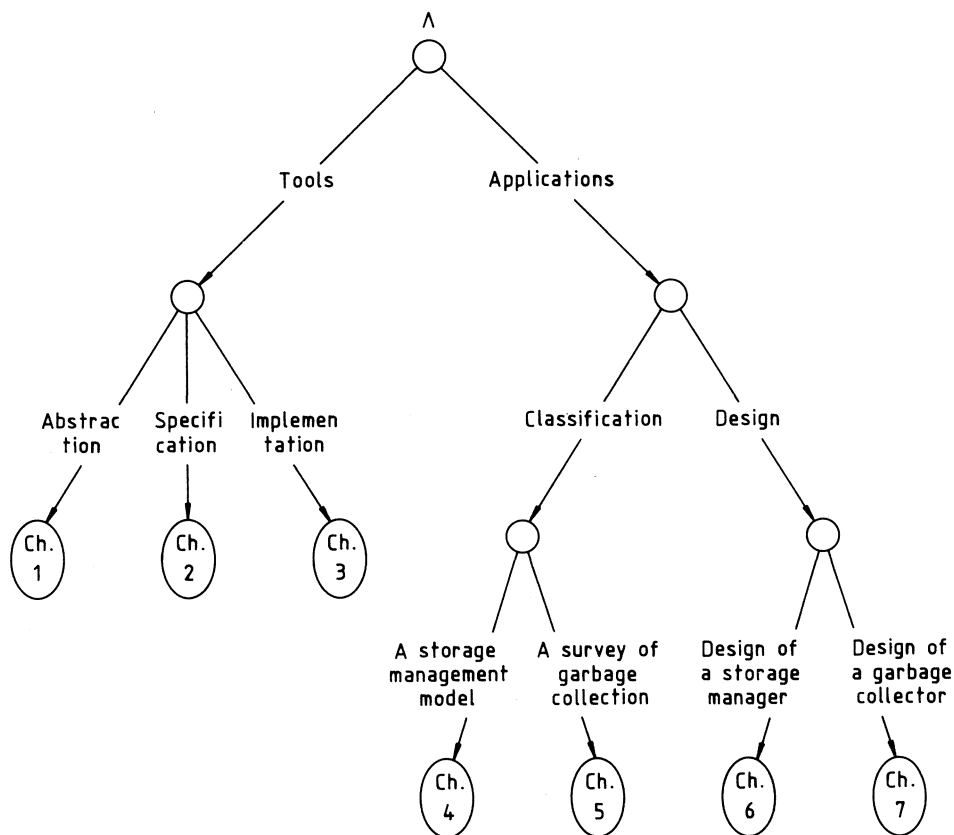 Λ
Tools
Applications
Abstrac
tion
Specifi
cation
Implemen
tation
Classification
Design
Ch.
1
Ch.
2
Ch.
3
A storage
management
model
A survey of
garbage
collection
Design of
a storage
manager
Design of
a garbage
collector
Ch.
4
Ch.
5
Ch.
6
Ch.
7